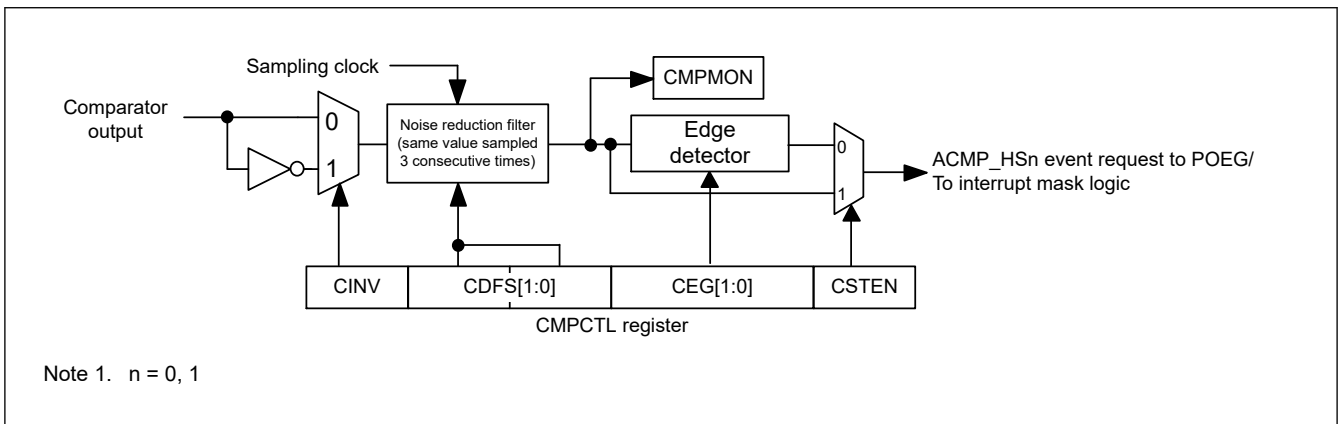 Sampling clock
CMPMON
Comparator
output
0
1
Noise reduction filter
(same value sampled
3 consecutive times)
Edge
detector
0
1
ACMP_HSn event request to POEG/
To interrupt mask logic
CINV
CDFS[1:0]
CEG[1:0]
CSTEN
CMPCTL register
Note 1. n = 0, 1